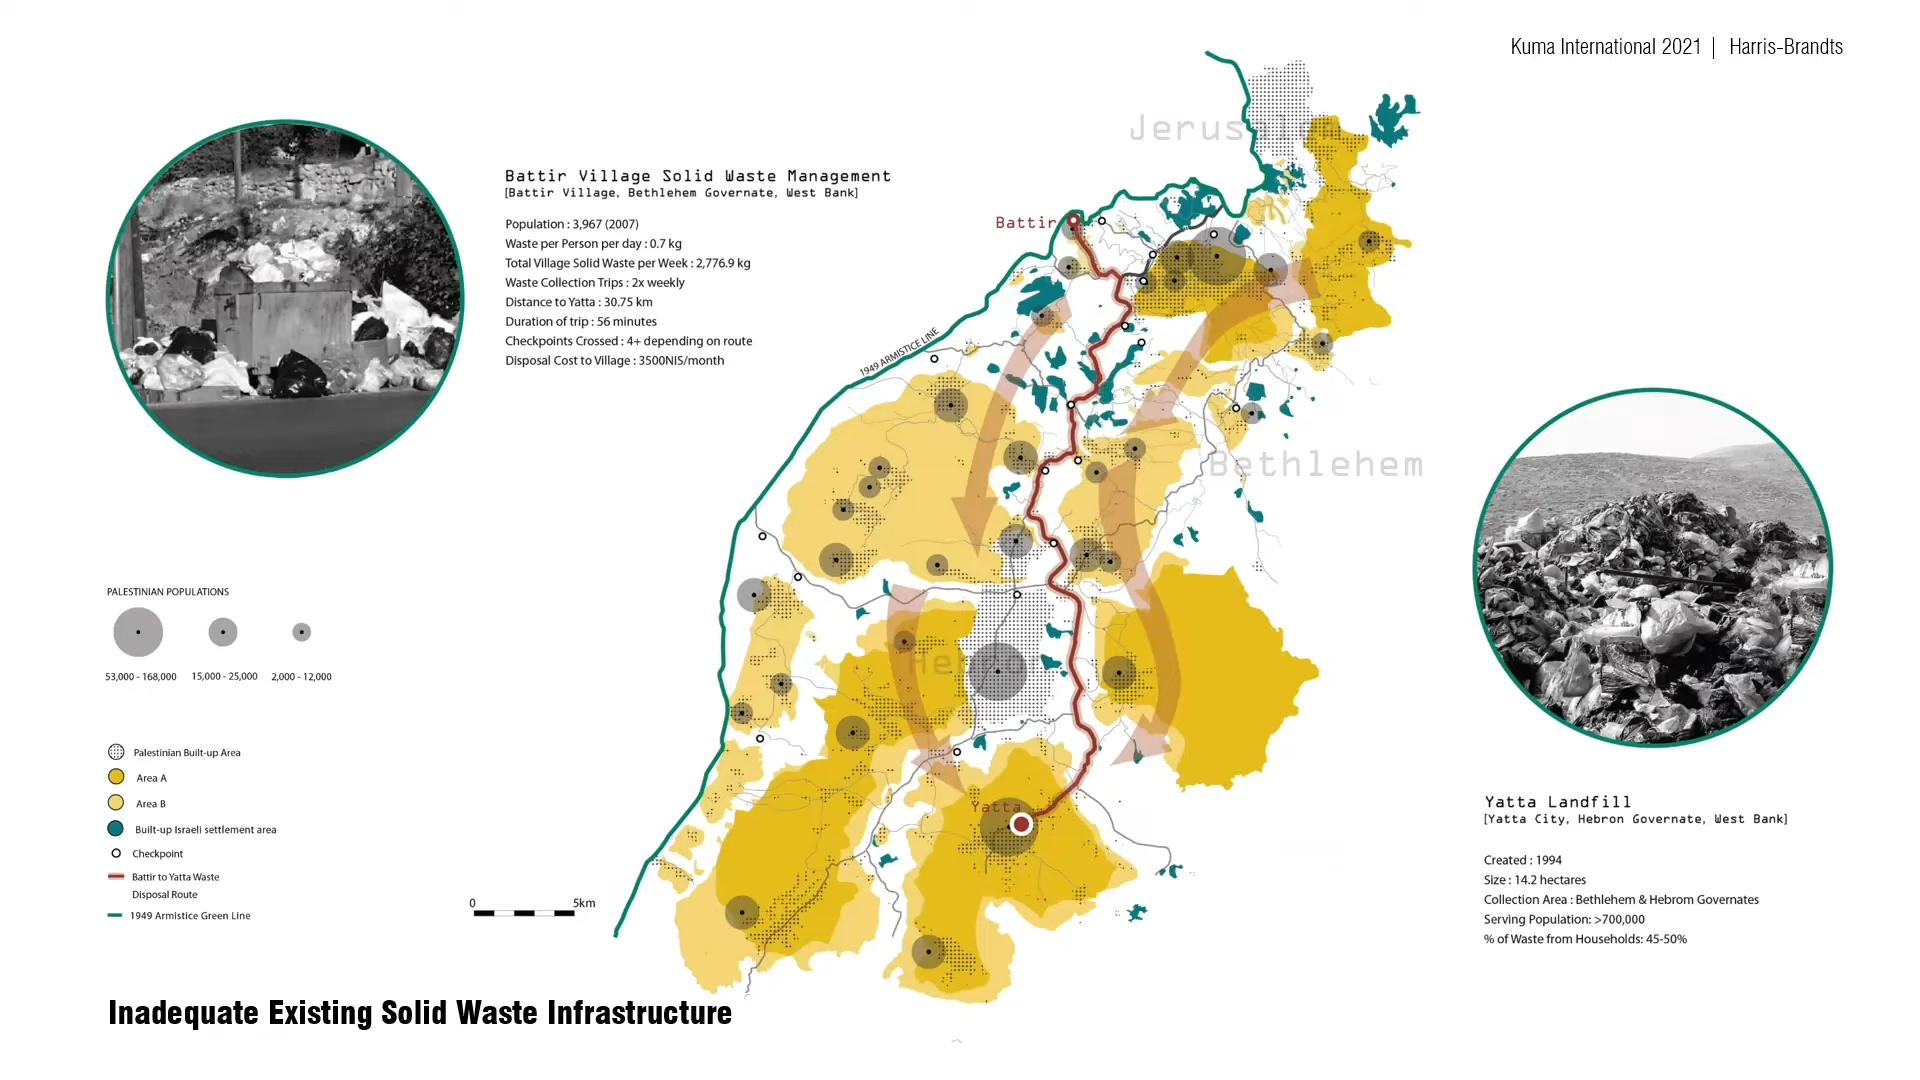 Kuma International 2021 | Harris-Brandts
Jerusalem
Battir Village Solid Waste Management
[Battir Village, Bethlehem Governate, West Bank]
Population : 3,967 (2007)
Waste per Person per day : 0.7 kg
Total Village Solid Waste per Week : 2,776.9 kg
Waste Collection Trips : 2x weekly
Distance to Yatta : 30.75 km
Duration of trip : 56 minutes
Checkpoints Crossed : 4+ depending on route
Disposal Cost to Village : 3500NIS/month
Battir
1949 ARMISTICE LINE
Bethlehem
Hebron
Yatta
PALESTINIAN POPULATIONS
53,000 - 168,000
15,000 - 25,000
2,000 - 12,000
Palestinian Built-up Area
Area A
Area B
Built-up Israeli settlement area
Checkpoint
Battir to Yatta Waste
Disposal Route
1949 Armistice Green Line
0 5km
Yatta Landfill
[Yatta City, Hebron Governate, West Bank]
Created : 1994
Size : 14.2 hectares
Collection Area : Bethlehem & Hebrom Governates
Serving Population: >700,000
% of Waste from Households: 45-50%
Inadequate Existing Solid Waste Infrastructure